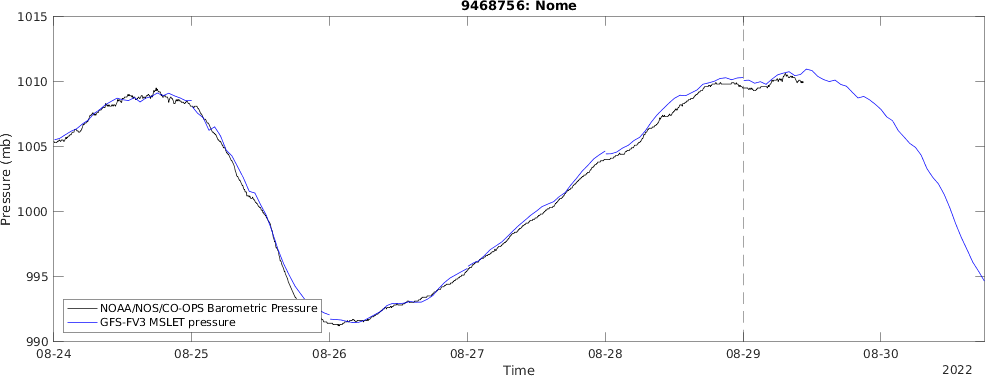 9468756: Nome
1015
1010
1005
1000
995
990
Pressure (mb)
NOAA/NOS/CO-OPS Barometric Pressure
GFS-FV3 MSLET pressure
08-24 08-25 08-26 08-27 08-28 08-29 08-30
Time
2022